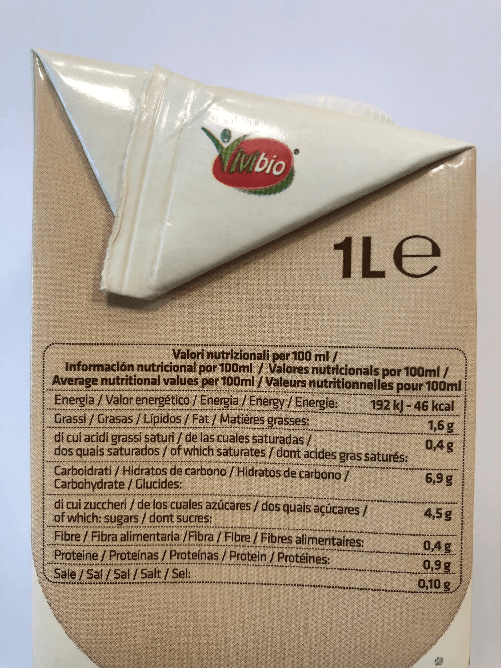 Vivibio
1L℮
Valori nutrizionali per 100 ml /
Información nutricional por 100ml / Valores nutricionais por 100ml /
Average nutritional values per 100ml / Valeurs nutritionnelles pour 100ml
Energia / Valor energético / Energia / Energy / Energie: 192 kJ - 46 kcal
Grassi / Grasas / Lípidos / Fat / Matières grasses: 1,6 g
di cui acidi grassi saturi / de las cuales saturadas /
dos quais saturados / of which saturates / dont acides gras saturés: 0,4 g
Carboidrati / Hidratos de carbono / Hidratos de carbono /
Carbohydrate / Glucides: 6,9 g
di cui zuccheri / de los cuales azúcares / dos quais açúcares /
of which: sugars / dont sucres: 4,5 g
Fibre / Fibra alimentaria / Fibra / Fibre / Fibres alimentaires: 0,4 g
Proteine / Proteínas / Proteínas / Protein / Protéines: 0,9 g
Sale / Sal / Sal / Salt / Sel: 0,10 g